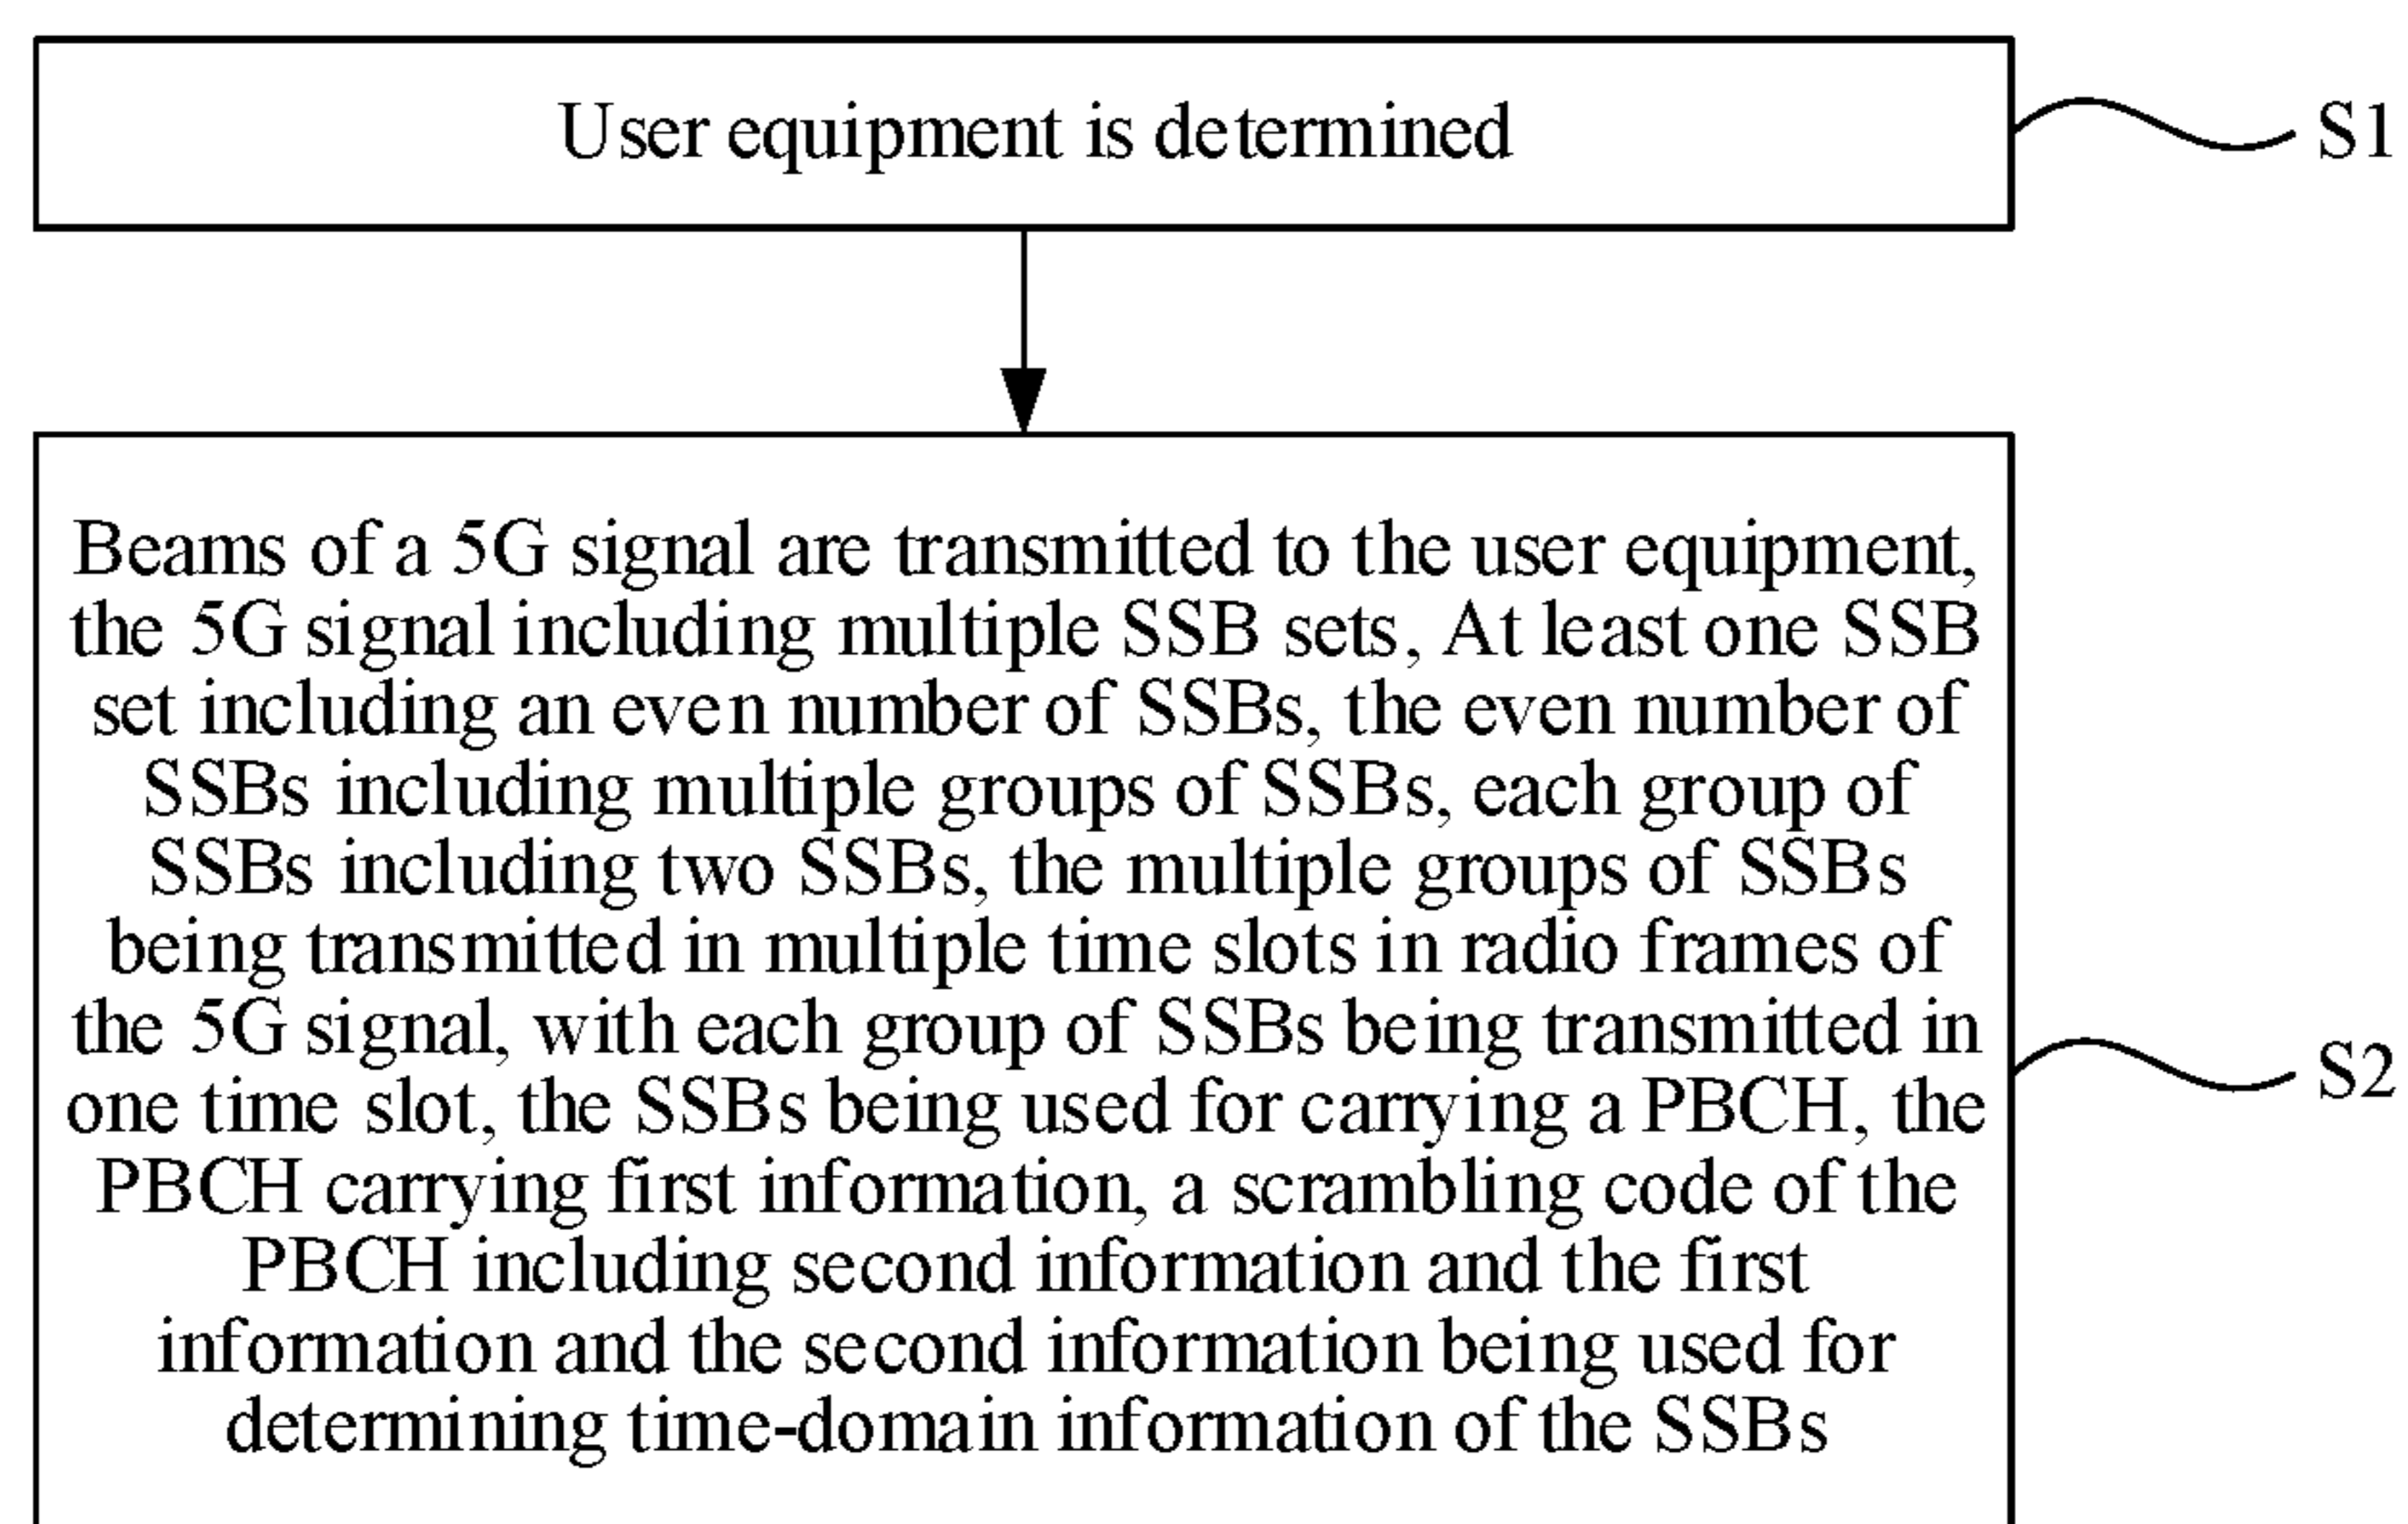 User equipment is determined
S1
Beams of a 5G signal are transmitted to the user equipment,
the 5G signal including multiple SSB sets, At least one SSB
set including an even number of SSBs, the even number of
SSBs including multiple groups of SSBs, each group of
SSBs including two SSBs, the multiple groups of SSBs
being transmitted in multiple time slots in radio frames of
the 5G signal, with each group of SSBs being transmitted in
one time slot, the SSBs being used for carrying a PBCH, the
PBCH carrying first information, a scrambling code of the
PBCH including second information and the first
information and the second information being used for
determining time-domain information of the SSBs
S2